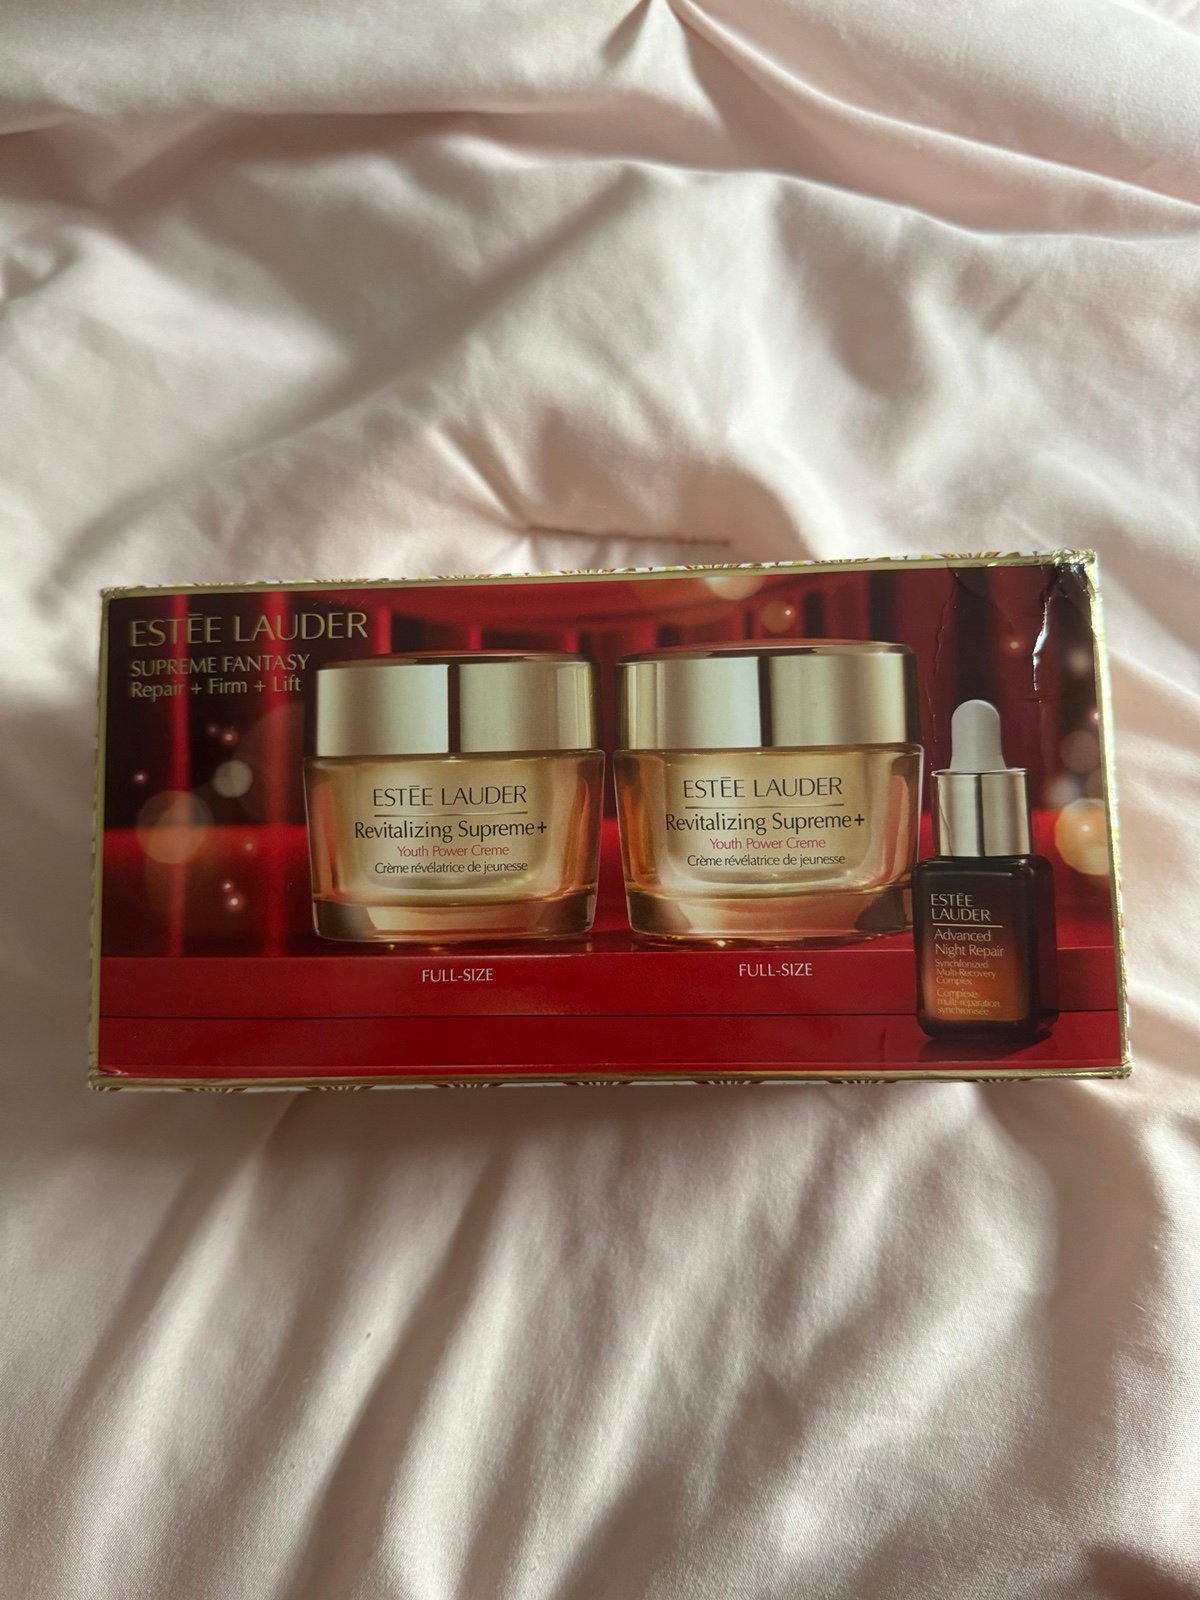 ESTĒE LAUDER
SUPREME FANTASY
Repair + Firm + Lift
ESTĒE LAUDER
Revitalizing Supreme+
Youth Power Creme
Crème révélatrice de jeunesse
FULL-SIZE
ESTĒE LAUDER
Revitalizing Supreme+
Youth Power Creme
Crème révélatrice de jeunesse
FULL-SIZE
ESTĒE
LAUDER
Advanced
Night Repair
Synchronized
Multi-Recovery
Complex
Complexe
multi-réparation
synchronisée